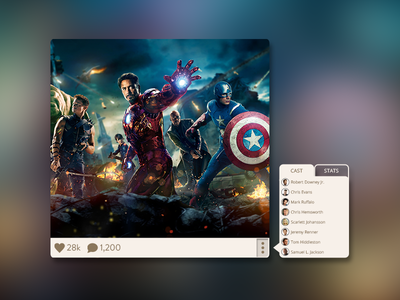 28k
1,200
CAST
STATS
Robert Downey Jr.
Chris Evans
Mark Ruffalo
Chris Hemsworth
Scarlett Johansson
Jeremy Renner
Tom Hiddleston
Samuel L. Jackson